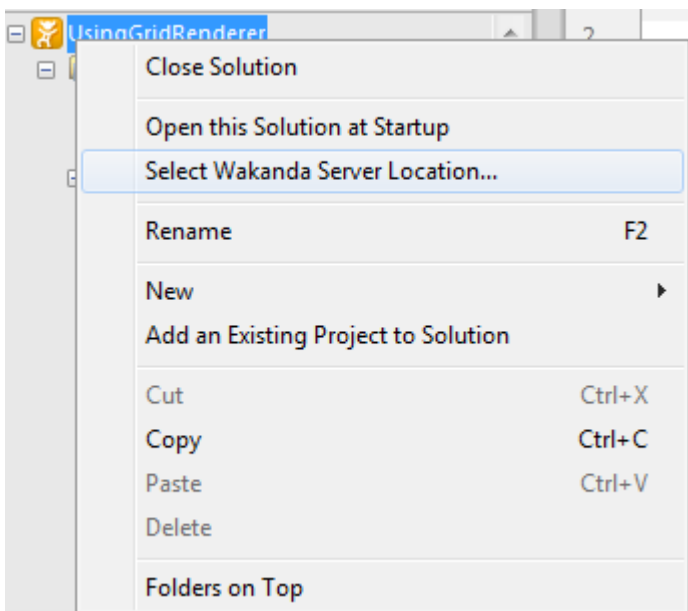 UsingGridRenderer
2
Close Solution
Open this Solution at Startup
Select Wakanda Server Location...
Rename F2
New
Add an Existing Project to Solution
Cut Ctrl+X
Copy Ctrl+C
Paste Ctrl+V
Delete
Folders on Top